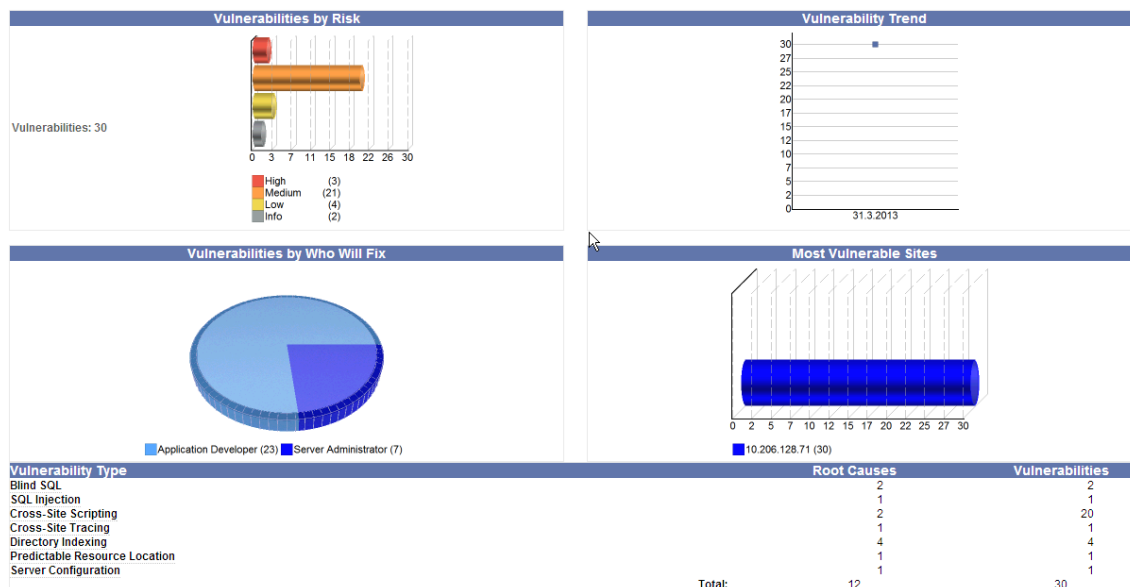 Vulnerabilities by Risk
Vulnerabilities: 30
0 3 7 11 15 18 22 26 30
High (3)
Medium (21)
Low (4)
Info (2)
Vulnerability Trend
30
27
25
22
20
17
15
12
10
7
5
2
0
31.3.2013
Vulnerabilities by Who Will Fix
Application Developer (23) Server Administrator (7)
Most Vulnerable Sites
0 2 5 7 10 12 15 17 20 22 25 27 30
10.206.128.71 (30)
Vulnerability Type Root Causes Vulnerabilities
Blind SQL 2 2
SQL Injection 1 1
Cross-Site Scripting 2 20
Cross-Site Tracing 1 1
Directory Indexing 4 4
Predictable Resource Location 1 1
Server Configuration 1 1
Total: 12 30